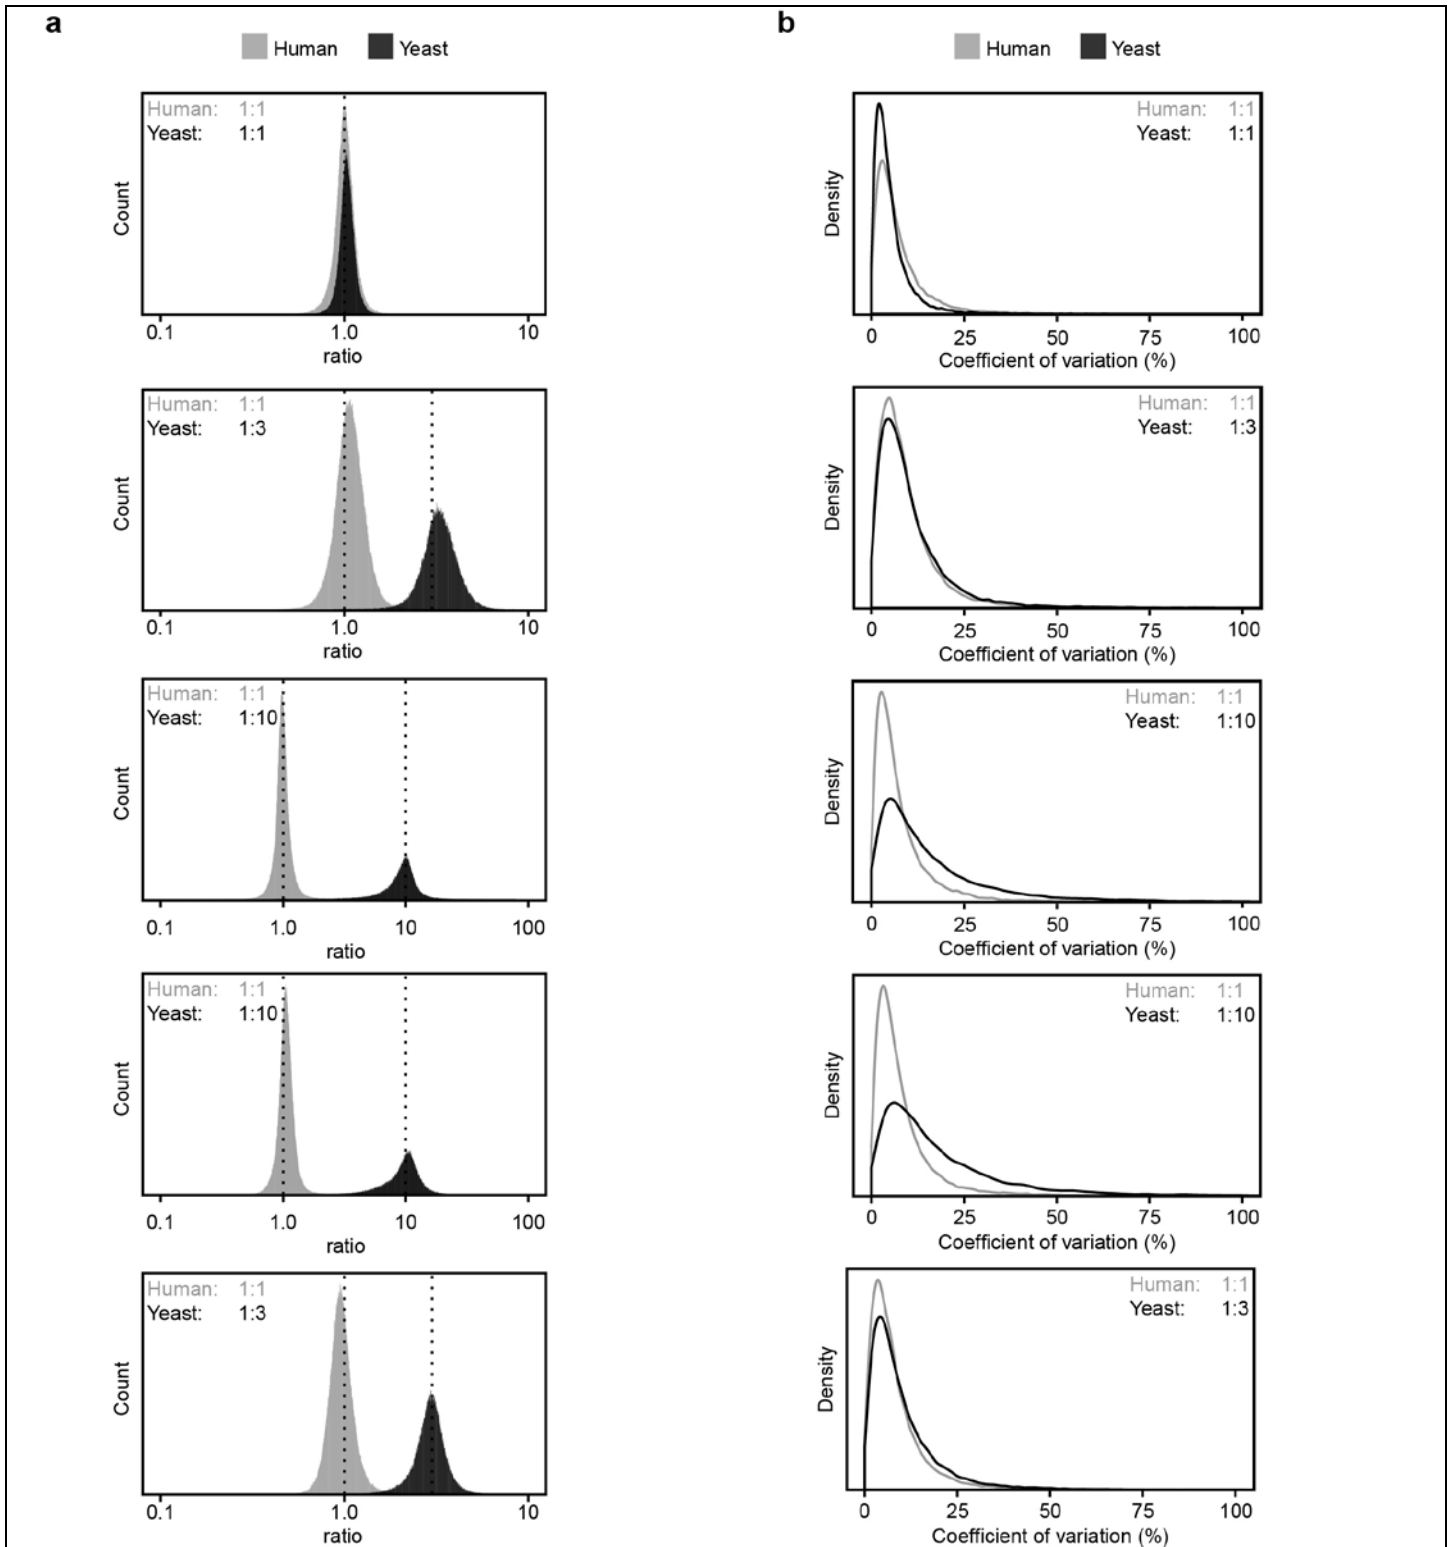 a
Human Yeast
Human: 1:1
Yeast: 1:1
Count
0.1 1.0 10
ratio
Human: 1:1
Yeast: 1:3
Count
0.1 1.0 10
ratio
Human: 1:1
Yeast: 1:10
Count
0.1 1.0 10 100
ratio
Human: 1:1
Yeast: 1:10
Count
0.1 1.0 10 100
ratio
Human: 1:1
Yeast: 1:3
Count
0.1 1.0 10
ratio
b
Human Yeast
Human: 1:1
Yeast: 1:1
Density
0 25 50 75 100
Coefficient of variation (%)
Human: 1:1
Yeast: 1:3
Density
0 25 50 75 100
Coefficient of variation (%)
Human: 1:1
Yeast: 1:10
Density
0 25 50 75 100
Coefficient of variation (%)
Human: 1:1
Yeast: 1:10
Density
0 25 50 75 100
Coefficient of variation (%)
Human: 1:1
Yeast: 1:3
Density
0 25 50 75 100
Coefficient of variation (%)